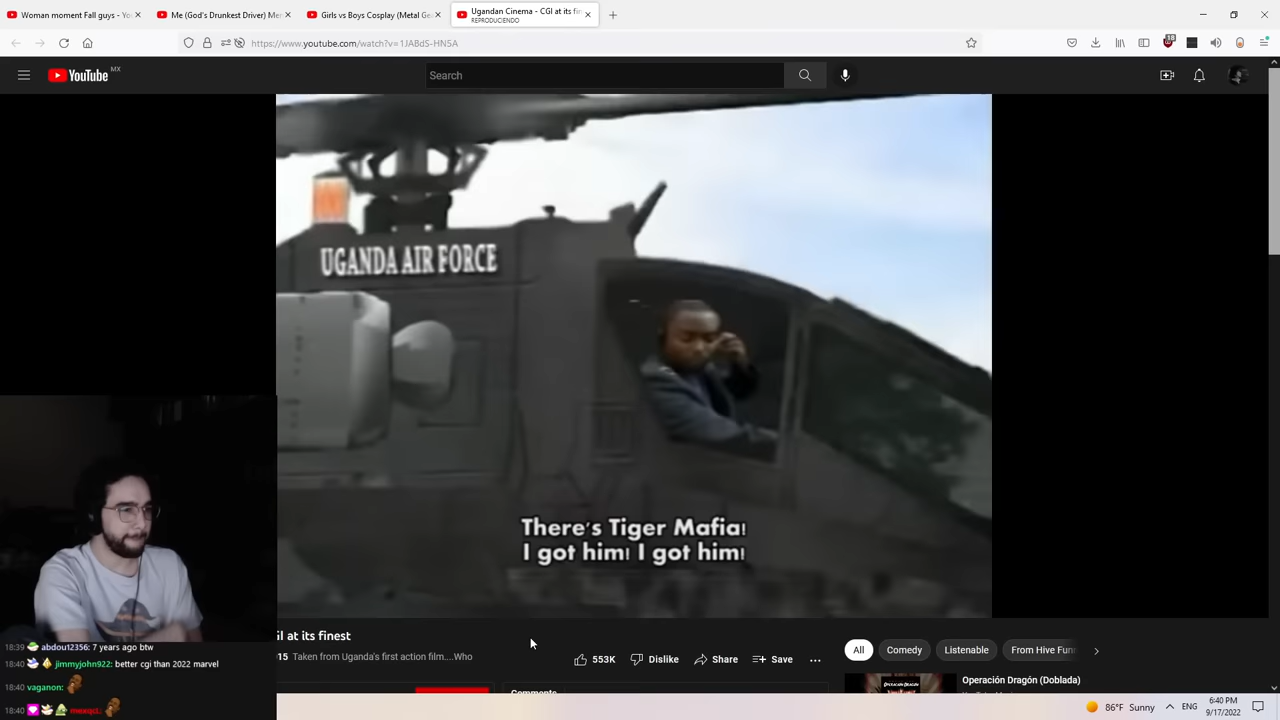 Woman moment Fall guys - Yo
Me (God's Drunkest Driver) Me
Girls vs Boys Cosplay (Metal Ge
Ugandan Cinema - CGI at its fin
REPRODUCIENDO
https://www.youtube.com/watch?v=1JABdS-HN5A
18
YouTube MX
Search
UGANDA AIR FORCE
There's Tiger Mafia!
I got him! I got him!
at its finest
15 Taken from Uganda's first action film....Who
553K
Dislike
Share
Save
All
Comedy
Listenable
From Hive Fun
Operación Dragón (Doblada)
OPERACIÓN DRAGÓN
Comments
18:39 abdou12356: 7 years ago btw
18:40 jimmyjohn922: better cgi than 2022 marvel
18:40 vaganon:
18:40
86°F Sunny
ENG
6:40 PM
9/17/2022